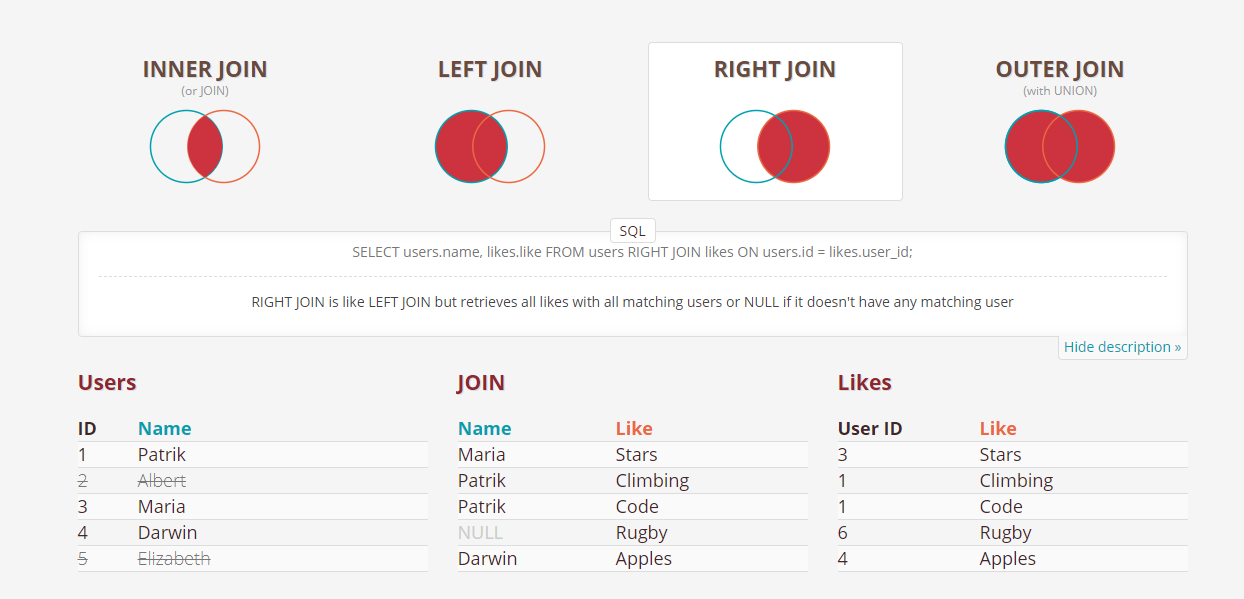 INNER JOIN LEFT JOIN RIGHT JOIN OUTER JOIN
(or JOIN) (with UNION)
SQL
SELECT users.name, likes.like FROM users RIGHT JOIN likes ON users.id = likes.user_id;
RIGHT JOIN is like LEFT JOIN but retrieves all likes with all matching users or NULL if it doesn't have any matching user
Hide description »
Users
ID Name
1 Patrik
2 Albert
3 Maria
4 Darwin
5 Elizabeth
JOIN
Name Like
Maria Stars
Patrik Climbing
Patrik Code
NULL Rugby
Darwin Apples
Likes
User ID Like
3 Stars
1 Climbing
1 Code
6 Rugby
4 Apples